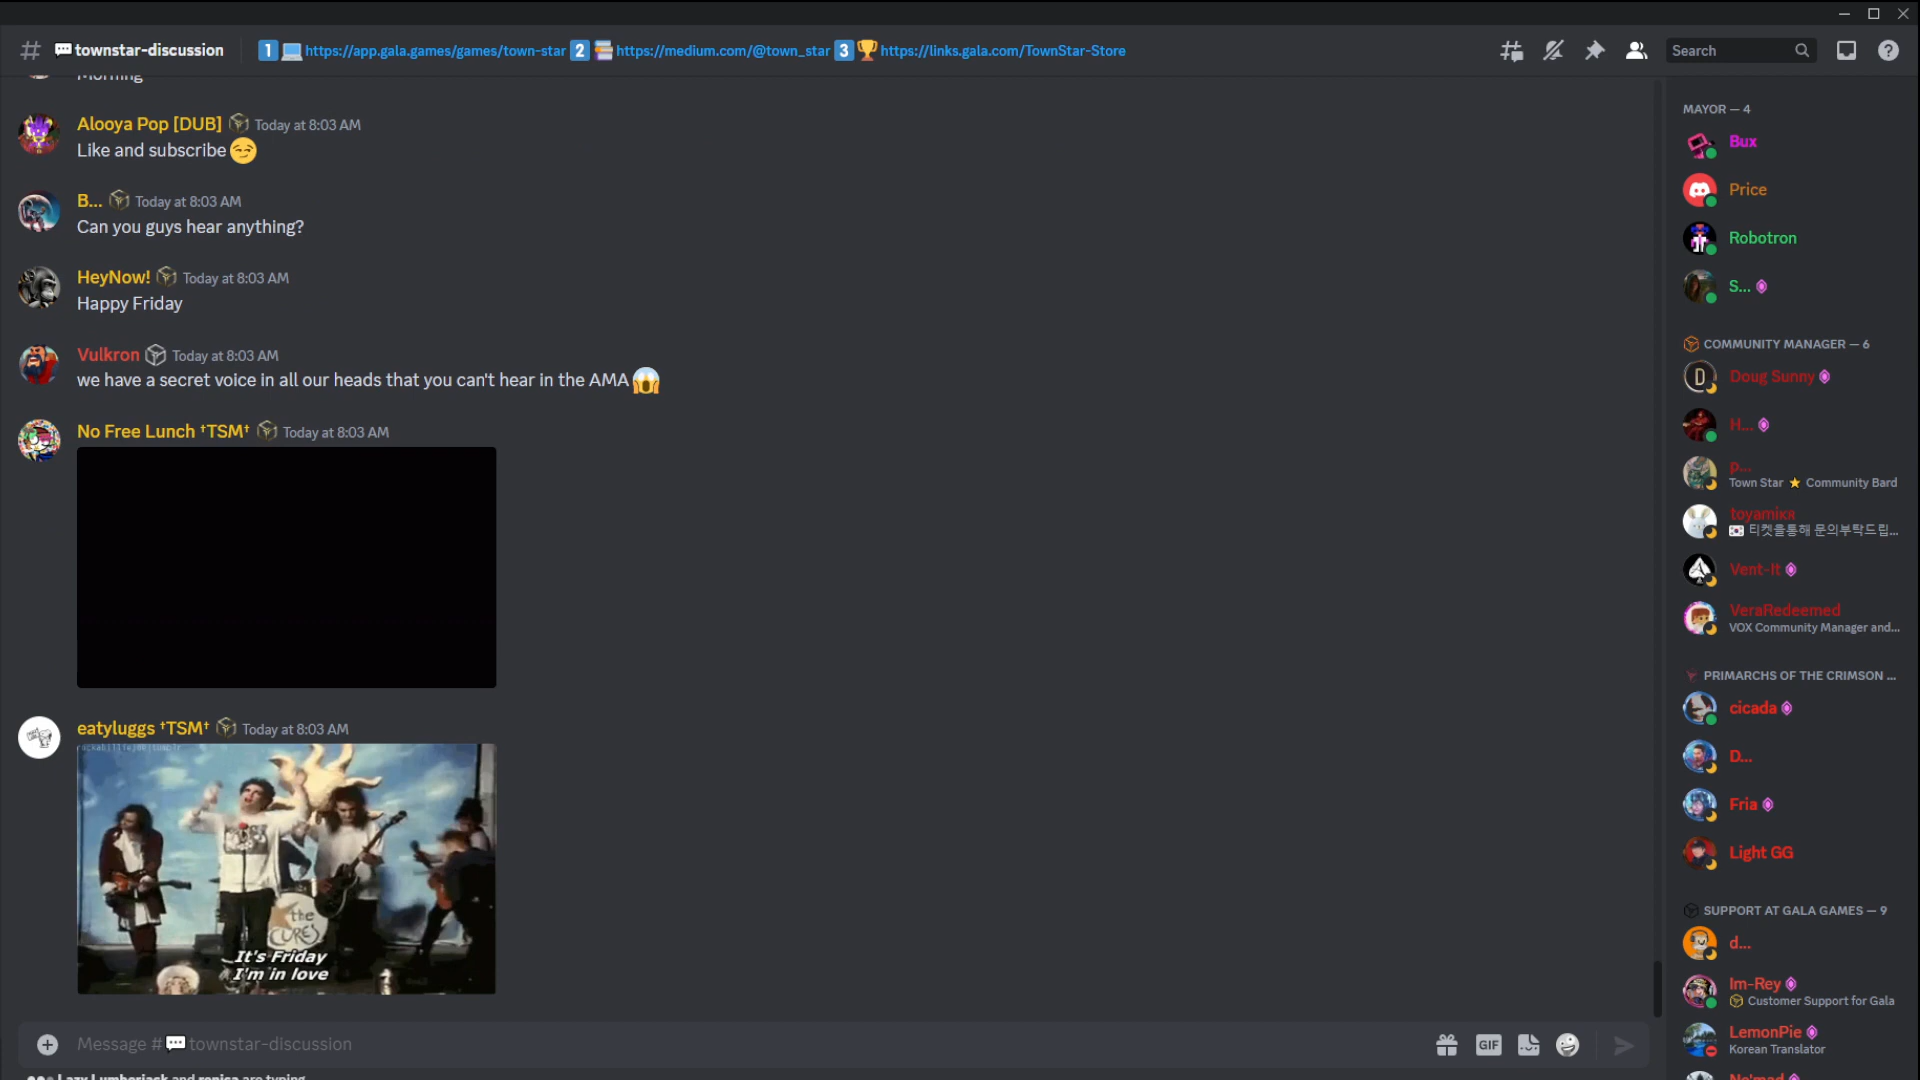 townstar-discussion
1 https://app.gala.games/games/town-star 2 https://medium.com/@town_star 3 https://links.gala.com/TownStar-Store
Search
Morning
Alooya Pop [DUB] Today at 8:03 AM
Like and subscribe
B... Today at 8:03 AM
Can you guys hear anything?
HeyNow! Today at 8:03 AM
Happy Friday
Vulkron Today at 8:03 AM
we have a secret voice in all our heads that you can't hear in the AMA
No Free Lunch †TSM† Today at 8:03 AM
eatyluggs †TSM† Today at 8:03 AM
the
CURES
It's Friday
I'm in love
Message # townstar-discussion
GIF
Lazy Lumberjack and ronisa are typing
MAYOR — 4
Bux
Price
Robotron
S...
COMMUNITY MANAGER — 6
D
Doug Sunny
H...
p...
Town Star Community Bard
toyamiкя
티켓을통해 문의부탁드립...
Vent-It
VeraRedeemed
VOX Community Manager and...
PRIMARCHS OF THE CRIMSON ...
cicada
D...
Fria
Light GG
SUPPORT AT GALA GAMES — 9
d...
Im-Rey
Customer Support for Gala
LemonPie
Korean Translator
No'mad